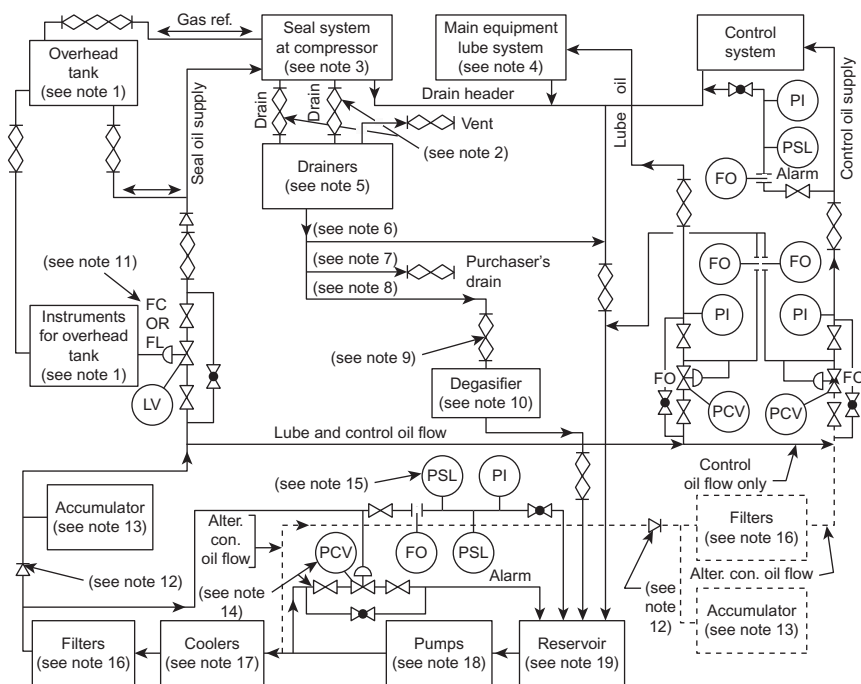 Gas ref.
Overhead
tank
(see note 1)
Seal system
at compressor
(see note 3)
Main equipment
lube system
(see note 4)
Control
system
Seal oil supply
Drain
Drain
Drain header
Lube oil
Control oil supply
Vent
(see note 2)
Drainers
(see note 5)
PI
PSL
FO
Alarm
(see note 6)
(see note 7)
(see note 8)
Purchaser's
drain
(see note 11)
FC
OR
FL
Instruments
for overhead
tank
(see note 1)
LV
(see note 9)
Degasifier
(see note 10)
FO
FO
PI
PI
FO
FO
PCV
PCV
Lube and control oil flow
Control
oil flow only
Accumulator
(see note 13)
(see note 15)
PSL
PI
Alter.
con.
oil flow
PCV
FO
PSL
Filters
(see note 16)
(see note 12)
(see note
14)
Alarm
(see
note
12)
Alter. con. oil flow
Accumulator
(see note 13)
Filters
(see note 16)
Coolers
(see note 17)
Pumps
(see note 18)
Reservoir
(see note 19)